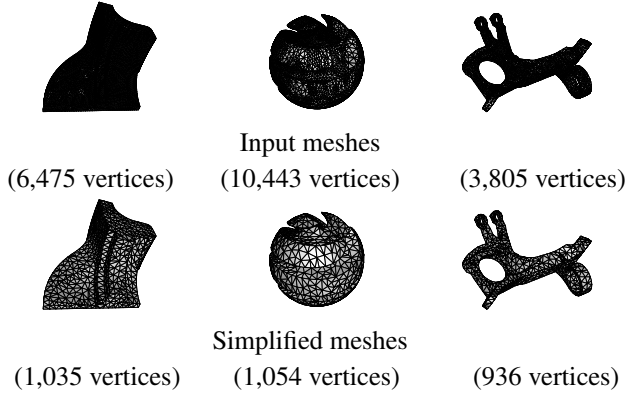 Input meshes
(6,475 vertices) (10,443 vertices) (3,805 vertices)
Simplified meshes
(1,035 vertices) (1,054 vertices) (936 vertices)